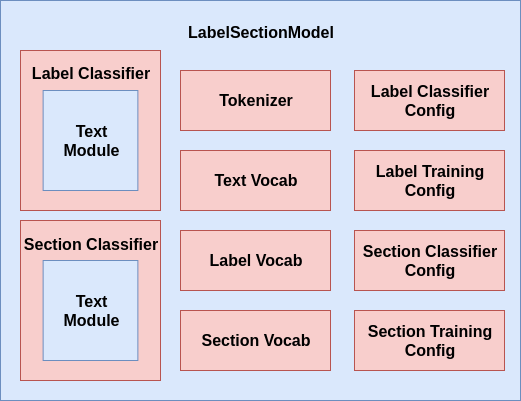 LabelSectionModel
Label Classifier
Text
Module
Section Classifier
Text
Module
Tokenizer
Text Vocab
Label Vocab
Section Vocab
Label Classifier
Config
Label Training
Config
Section Classifier
Config
Section Training
Config